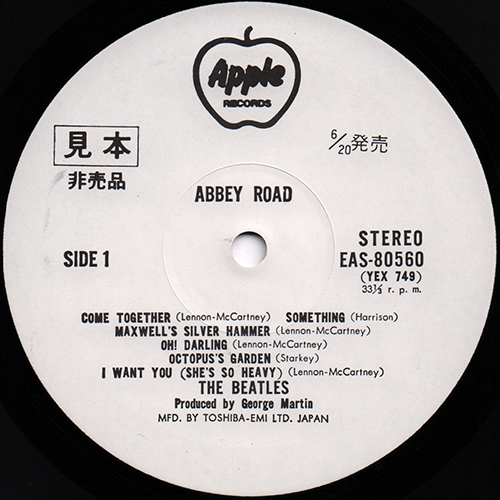 Apple
RECORDS
見本
非売品
6/20発売
ABBEY ROAD
SIDE 1
STEREO
EAS-80560
(YEX 749)
33⅓ r. p. m.
COME TOGETHER (Lennon-McCartney) SOMETHING (Harrison)
MAXWELL'S SILVER HAMMER (Lennon-McCartney)
OH! DARLING (Lennon-McCartney)
OCTOPUS'S GARDEN (Starkey)
I WANT YOU (SHE'S SO HEAVY) (Lennon-McCartney)
THE BEATLES
Produced by George Martin
MFD. BY TOSHIBA-EMI LTD. JAPAN